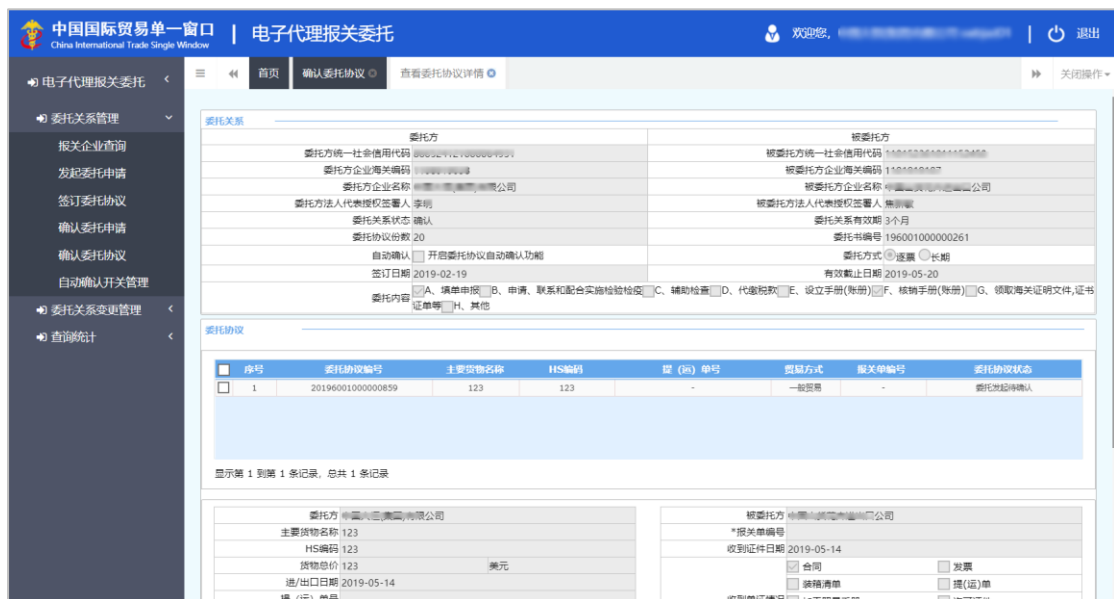 中国国际贸易单一窗口 | 电子代理报关委托 欢迎您, | 退出
China International Trade Single Window
电子代理报关委托 首页 确认委托协议 查看委托协议详情 关闭操作
委托关系管理
报关企业查询
发起委托申请
签订委托协议
确认委托申请
确认委托协议
自动确认开关管理
委托关系变更管理
查询统计
委托关系
委托方 被委托方
委托方统一社会信用代码 被委托方统一社会信用代码
委托方企业海关编码 被委托方企业海关编码
委托方企业名称 公司 被委托方企业名称 公司
委托方法人代表授权签署人 李明 被委托方法人代表授权签署人
委托关系状态 确认 委托关系有效期 3个月
委托协议份数 20 委托书编号 196001000000261
自动确认 开启委托协议自动确认功能 委托方式 逐票 长期
签订日期 2019-02-19 有效截止日期 2019-05-20
委托内容 A、填单申报 B、申请、联系和配合实施检验检疫 C、辅助检查 D、代缴税款 E、设立手册(账册) F、核销手册(账册) G、领取海关证明文件,证书
证单等 H、其他
委托协议
序号 委托协议编号 主要货物名称 HS编码 提（运）单号 贸易方式 报关单编号 委托协议状态
1 20196001000000859 123 123 - 一般贸易 - 委托发起待确认
显示第 1 到第 1 条记录，总共 1 条记录
委托方 有限公司 被委托方 公司
主要货物名称 123 *报关单编号
HS编码 123 收到证件日期 2019-05-14
货物总价 123 美元 合同 发票
进/出口日期 2019-05-14 装箱清单 提(运)单
提（运）单号 收到单证情况